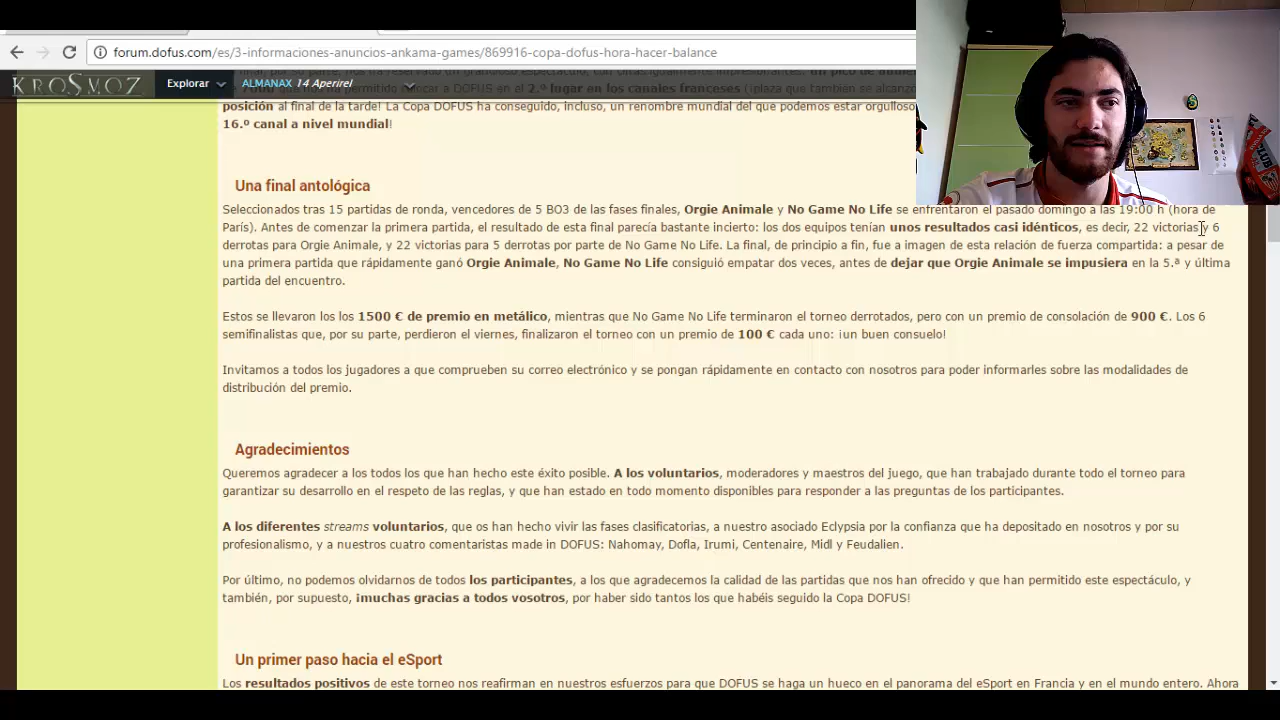 forum.dofus.com/es/3-informaciones-anuncios-ankama-games/869916-copa-dofus-hora-hacer-balance
KROSMOZ Explorar ALMANAX 14 Aperirel
2.º lugar en los canales franceses
posición al final de la tarde! La Copa DOFUS ha conseguido, incluso, un renombre mundial del que podemos estar orgullosos
16.º canal a nivel mundial!
Una final antológica
Seleccionados tras 15 partidas de ronda, vencedores de 5 BO3 de las fases finales, Orgie Animale y No Game No Life se enfrentaron el pasado domingo a las 19:00 h (hora de
París). Antes de comenzar la primera partida, el resultado de esta final parecía bastante incierto: los dos equipos tenían unos resultados casi idénticos, es decir, 22 victorias y 6
derrotas para Orgie Animale, y 22 victorias para 5 derrotas por parte de No Game No Life. La final, de principio a fin, fue a imagen de esta relación de fuerza compartida: a pesar de
una primera partida que rápidamente ganó Orgie Animale, No Game No Life consiguió empatar dos veces, antes de dejar que Orgie Animale se impusiera en la 5.ª y última
partida del encuentro.
Estos se llevaron los los 1500 € de premio en metálico, mientras que No Game No Life terminaron el torneo derrotados, pero con un premio de consolación de 900 €. Los 6
semifinalistas que, por su parte, perdieron el viernes, finalizaron el torneo con un premio de 100 € cada uno: ¡un buen consuelo!
Invitamos a todos los jugadores a que comprueben su correo electrónico y se pongan rápidamente en contacto con nosotros para poder informarles sobre las modalidades de
distribución del premio.
Agradecimientos
Queremos agradecer a los todos los que han hecho este éxito posible. A los voluntarios, moderadores y maestros del juego, que han trabajado durante todo el torneo para
garantizar su desarrollo en el respeto de las reglas, y que han estado en todo momento disponibles para responder a las preguntas de los participantes.
A los diferentes streams voluntarios, que os han hecho vivir las fases clasificatorias, a nuestro asociado Eclypsia por la confianza que ha depositado en nosotros y por su
profesionalismo, y a nuestros cuatro comentaristas made in DOFUS: Nahomay, Dofla, Irumi, Centenaire, Midl y Feudalien.
Por último, no podemos olvidarnos de todos los participantes, a los que agradecemos la calidad de las partidas que nos han ofrecido y que han permitido este espectáculo, y
también, por supuesto, ¡muchas gracias a todos vosotros, por haber sido tantos los que habéis seguido la Copa DOFUS!
Un primer paso hacia el eSport
Los resultados positivos de este torneo nos reafirman en nuestros esfuerzos para que DOFUS se haga un hueco en el panorama del eSport en Francia y en el mundo entero. Ahora